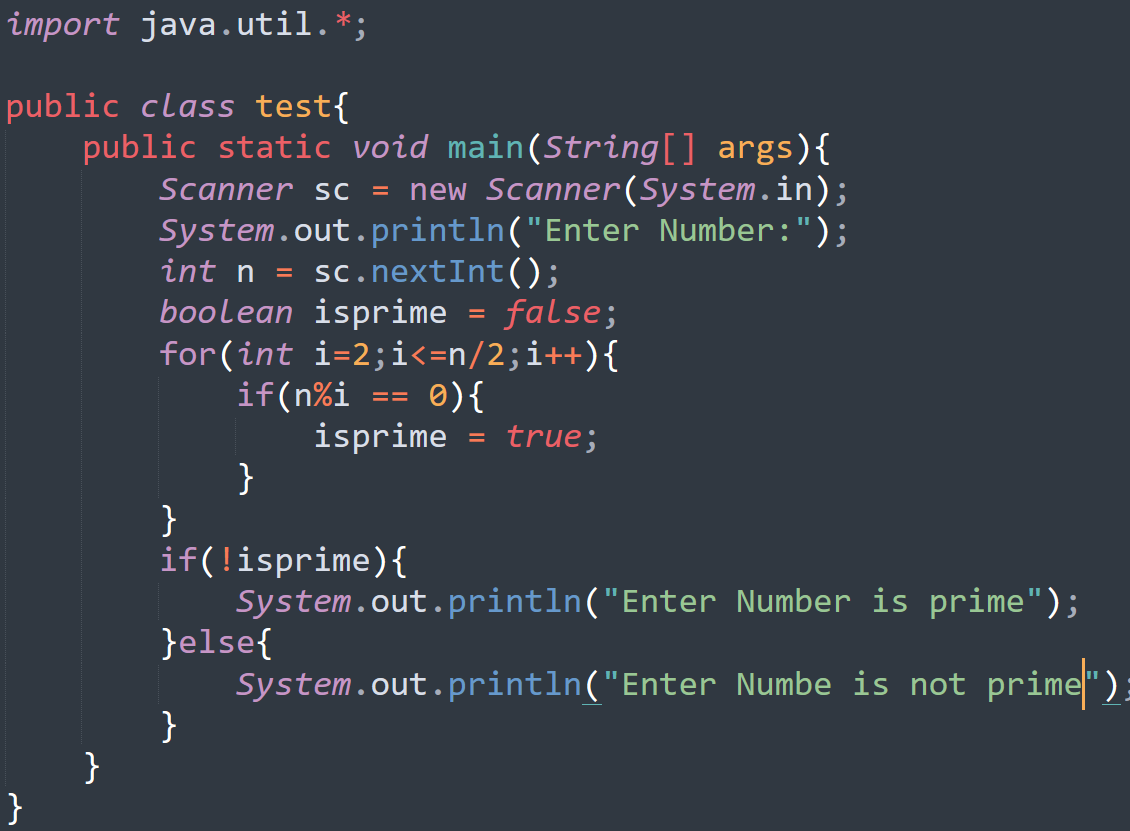 import java.util.*;
public class test{
public static void main(String[] args){
Scanner sc = new Scanner(System.in);
System.out.println("Enter Number:");
int n = sc.nextInt();
boolean isprime = false;
for(int i=2;i<=n/2;i++){
if(n%i == 0){
isprime = true;
}
}
if(!isprime){
System.out.println("Enter Number is prime");
}else{
System.out.println("Enter Numbe is not prime");
}
}
}